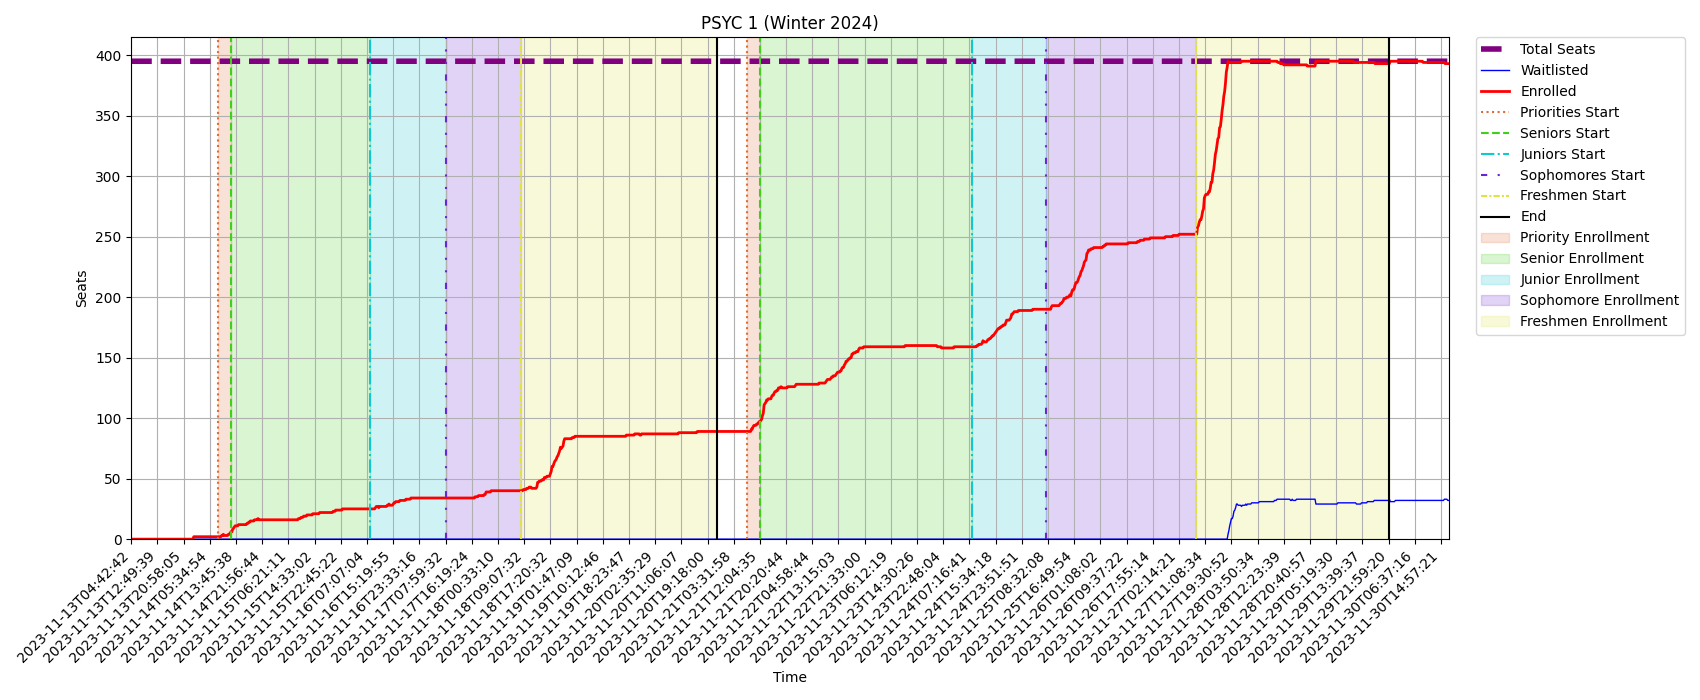 PSYC 1 (Winter 2024)
Seats
400
350
300
250
200
150
100
50
0
2023-11-13T04:42:42
2023-11-13T12:49:39
2023-11-13T20:58:05
2023-11-14T05:34:54
2023-11-14T13:45:38
2023-11-14T21:56:44
2023-11-15T06:21:11
2023-11-15T14:33:02
2023-11-15T22:45:22
2023-11-16T07:07:04
2023-11-16T15:19:55
2023-11-16T23:33:16
2023-11-17T07:59:32
2023-11-17T16:19:24
2023-11-18T00:33:10
2023-11-18T09:07:32
2023-11-18T17:20:32
2023-11-19T01:47:09
2023-11-19T10:12:46
2023-11-19T18:23:47
2023-11-20T02:35:29
2023-11-20T11:06:07
2023-11-20T19:18:00
2023-11-21T03:31:58
2023-11-21T12:04:35
2023-11-21T20:20:44
2023-11-22T04:58:44
2023-11-22T13:15:03
2023-11-22T21:33:00
2023-11-23T06:12:19
2023-11-23T14:30:26
2023-11-23T22:48:04
2023-11-24T07:16:41
2023-11-24T15:34:18
2023-11-24T23:51:51
2023-11-25T08:32:08
2023-11-25T16:49:54
2023-11-26T01:08:02
2023-11-26T09:37:22
2023-11-26T17:55:14
2023-11-27T02:14:21
2023-11-27T11:08:34
2023-11-27T19:30:52
2023-11-28T03:50:34
2023-11-28T12:23:39
2023-11-28T20:40:57
2023-11-29T05:19:30
2023-11-29T13:39:37
2023-11-29T21:59:20
2023-11-30T06:37:16
2023-11-30T14:57:21
Time
Total Seats
Waitlisted
Enrolled
Priorities Start
Seniors Start
Juniors Start
Sophomores Start
Freshmen Start
End
Priority Enrollment
Senior Enrollment
Junior Enrollment
Sophomore Enrollment
Freshmen Enrollment